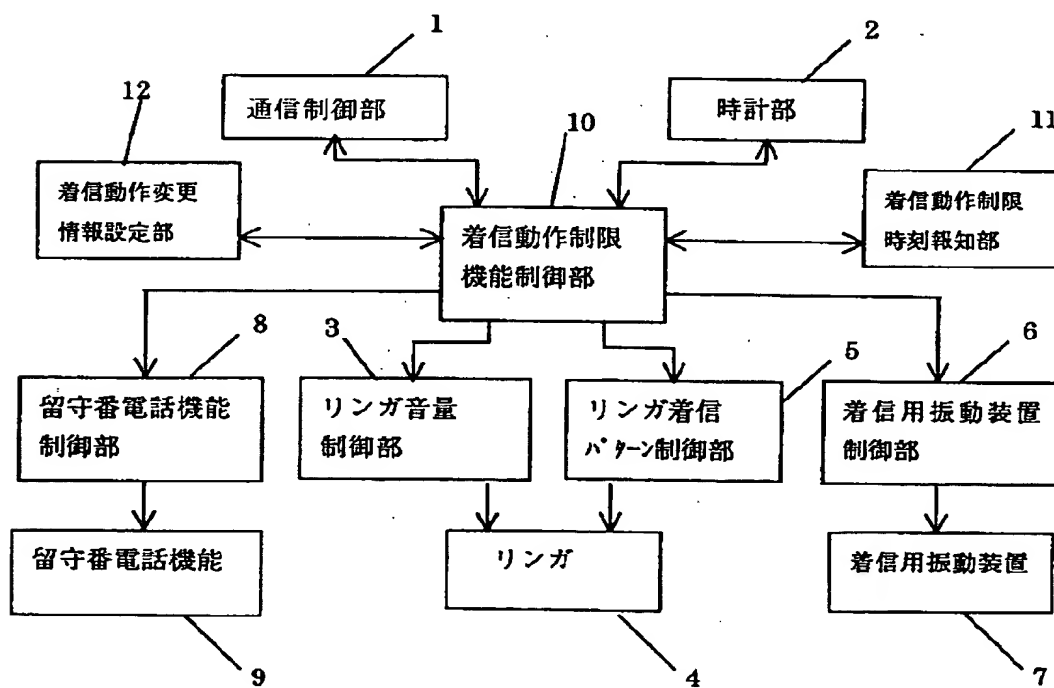 1
2
12
通信制御部
時計部
10
11
着信動作変更
情報設定部
着信動作制限
機能制御部
着信動作制限
時刻報知部
8
3
5
6
留守番電話機能
制御部
リンガ音量
制御部
リンガ着信
パターン制御部
着信用振動装置
制御部
留守番電話機能
リンガ
着信用振動装置
9
4
7